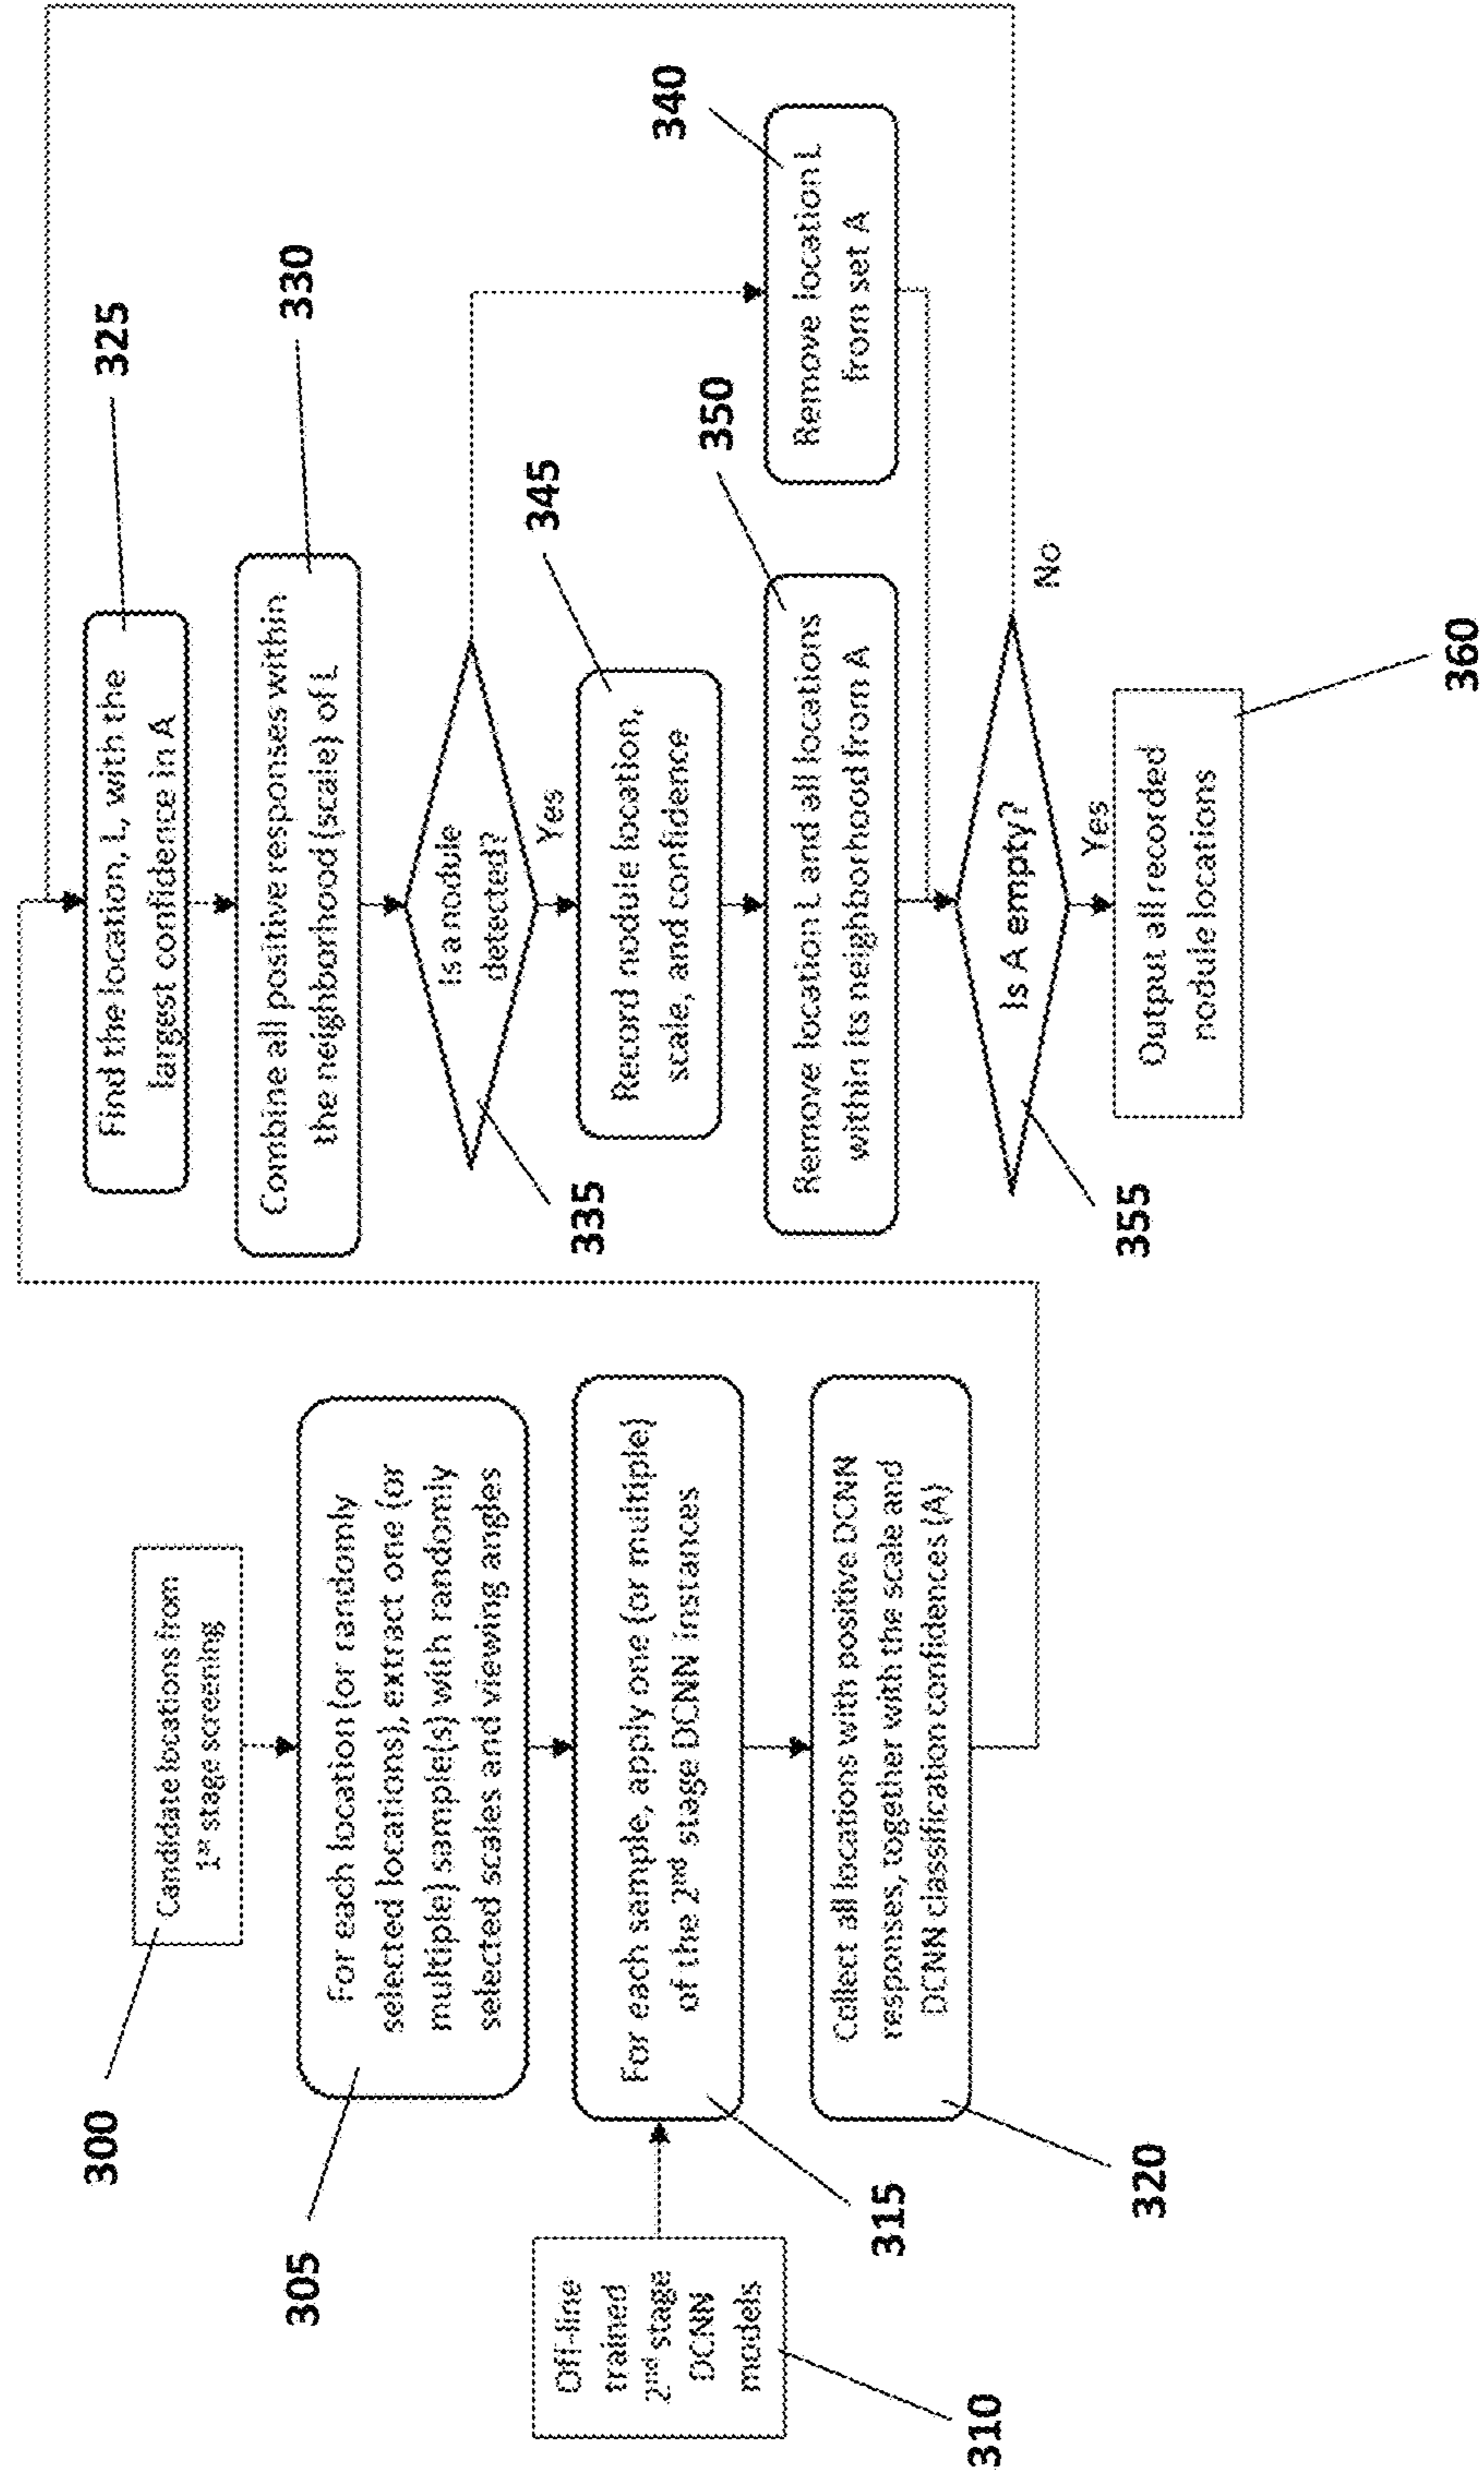 300
Candidate locations from
1st stage screening
305
For each location (or randomly
selected locations), extract one (or
multiple) sample(s) with randomly
selected scales and viewing angles
310
Off-line
trained
2nd stage
DCNN
models
315
For each sample, apply one (or multiple)
of the 2nd stage DCNN instances
320
Collect all locations with positive DCNN
responses, together with the scale and
DCNN classification confidences (A)
325
Find the location, L, with the
largest confidence in A
330
Combine all positive responses within
the neighborhood (scale) of L
335
Is a nodule
detected?
Yes
340
Remove location L
from set A
345
Record nodule location,
scale, and confidence
350
Remove location L and all locations
within its neighborhood from A
355
Is A empty?
No
Yes
360
Output all recorded
nodule locations